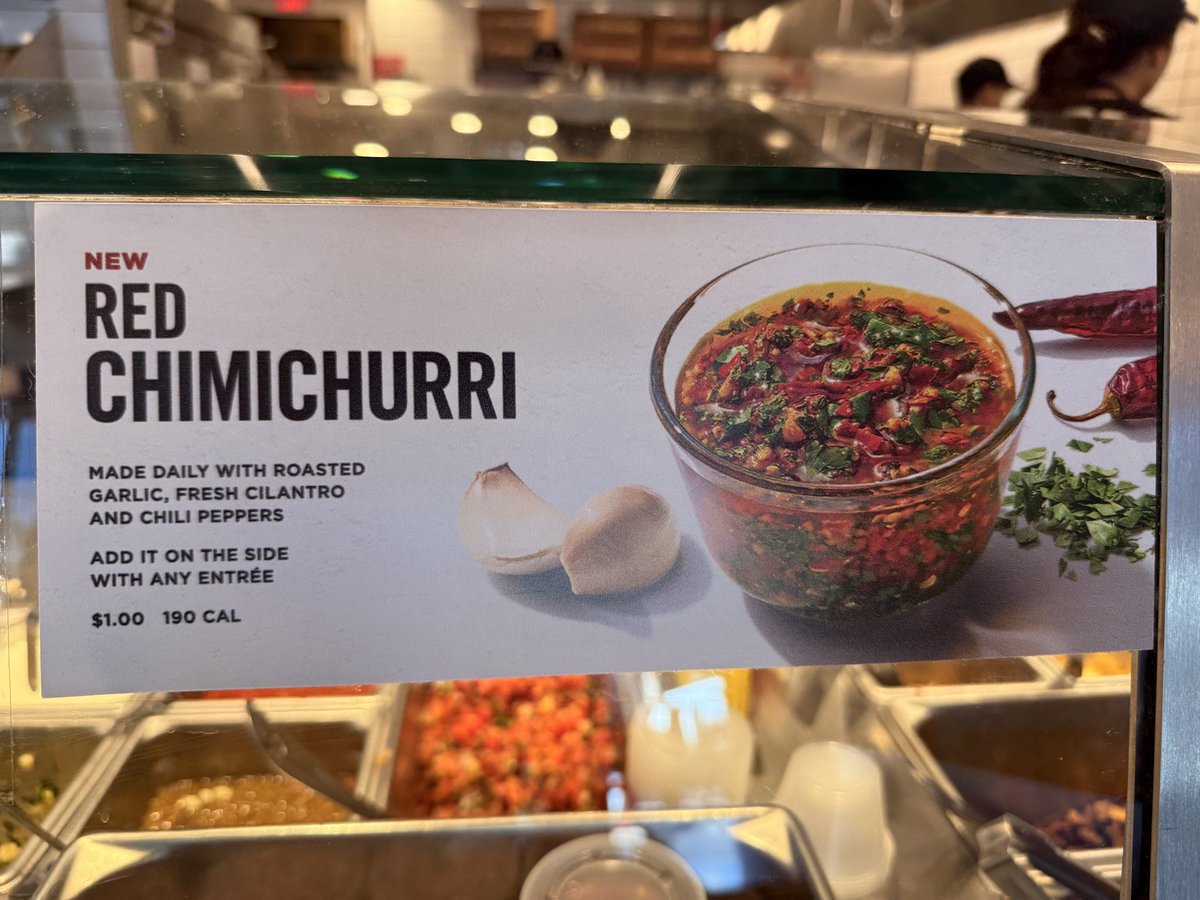 NEW
RED
CHIMICHURRI
MADE DAILY WITH ROASTED
GARLIC, FRESH CILANTRO
AND CHILI PEPPERS
ADD IT ON THE SIDE
WITH ANY ENTRÉE
$1.00 190 CAL